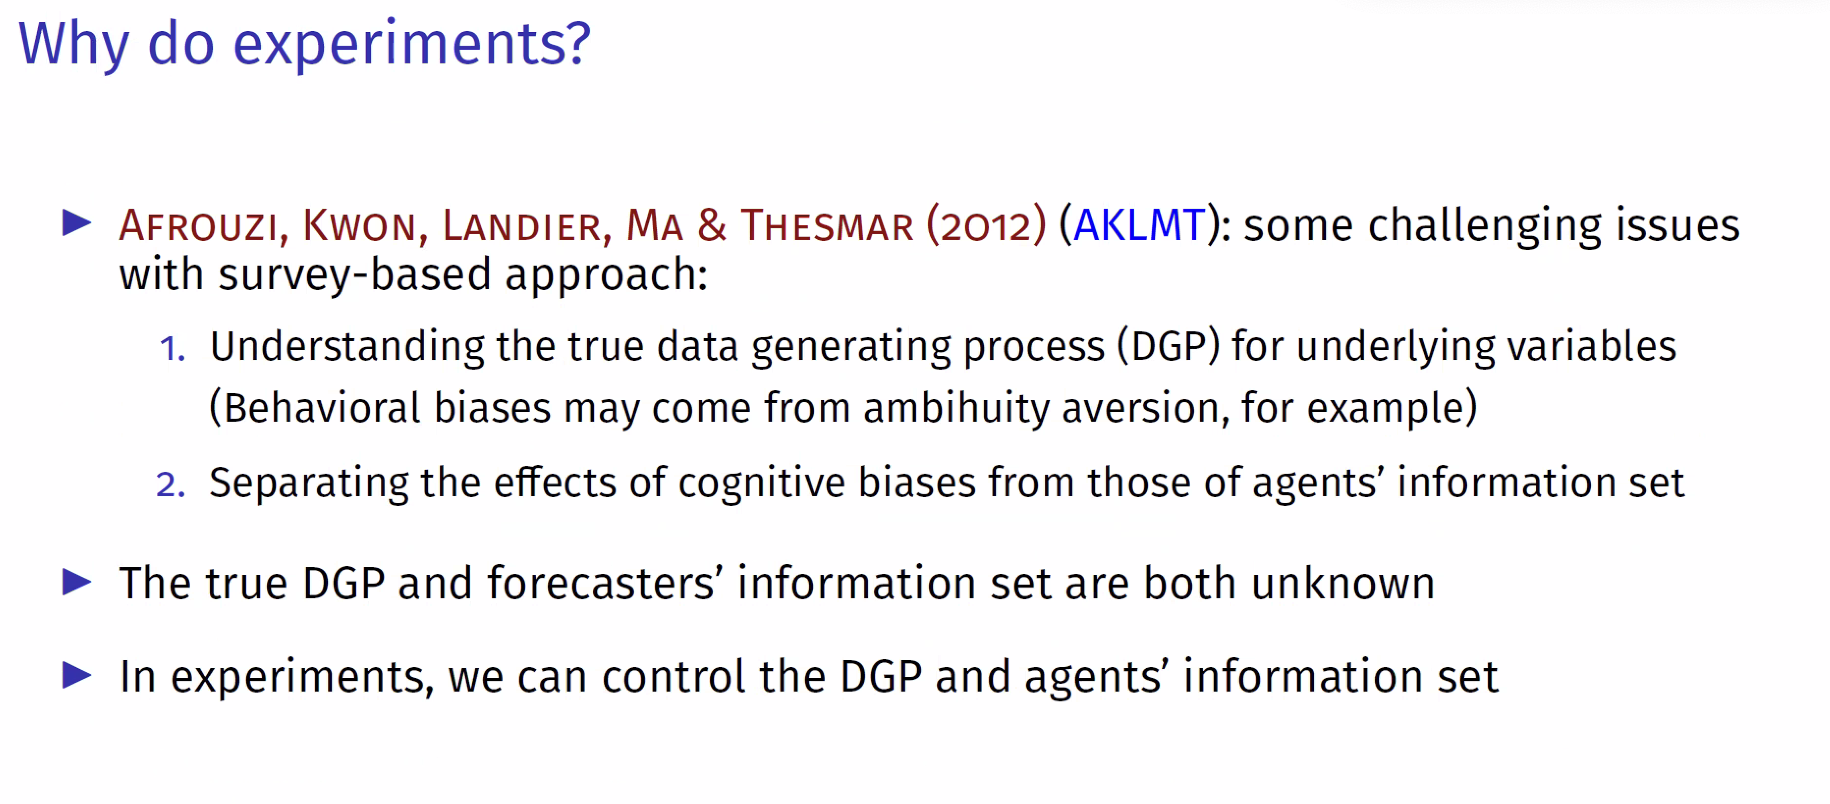 Why do experiments?
▶ Afrouzi, Kwon, Landier, Ma & Thesmar (2012) (AKLMT): some challenging issues
with survey-based approach:
1. Understanding the true data generating process (DGP) for underlying variables
(Behavioral biases may come from ambihuity aversion, for example)
2. Separating the effects of cognitive biases from those of agents’ information set
▶ The true DGP and forecasters’ information set are both unknown
▶ In experiments, we can control the DGP and agents’ information set